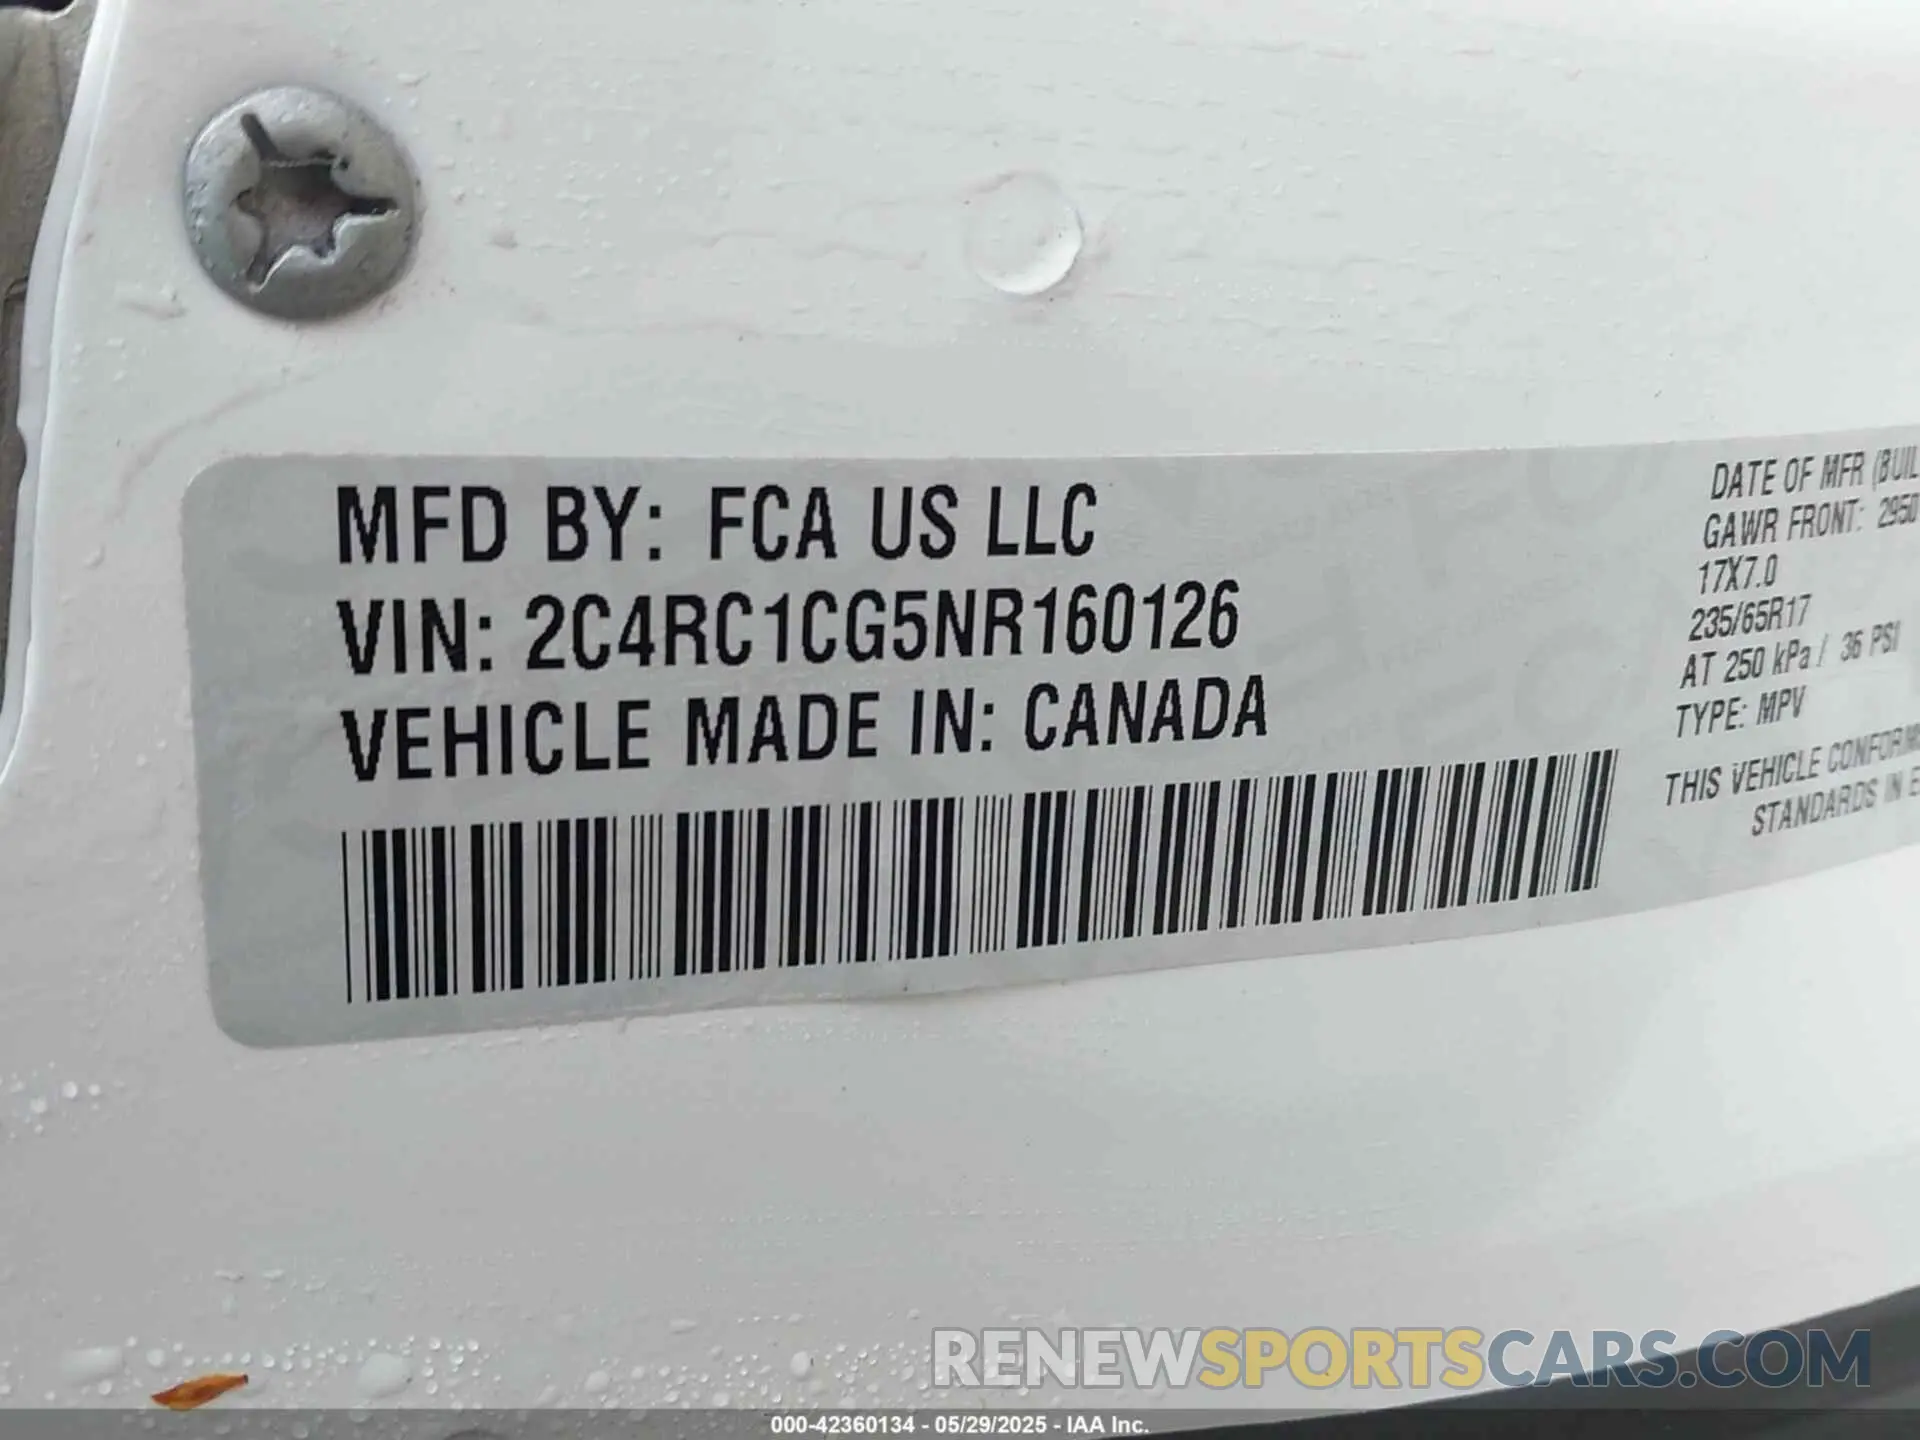 MFD BY: FCA US LLC
VIN: 2C4RC1CG5NR160126
VEHICLE MADE IN: CANADA
DATE OF MFR (BUIL
GAWR FRONT: 2950
17X7.0
235/65R17
AT 250 kPa / 36 PSI
TYPE: MPV
THIS VEHICLE CONFORMS
STANDARDS IN E
RENEWSPORTSCARS.COM
000-42360134 - 05/29/2025 - IAA Inc.